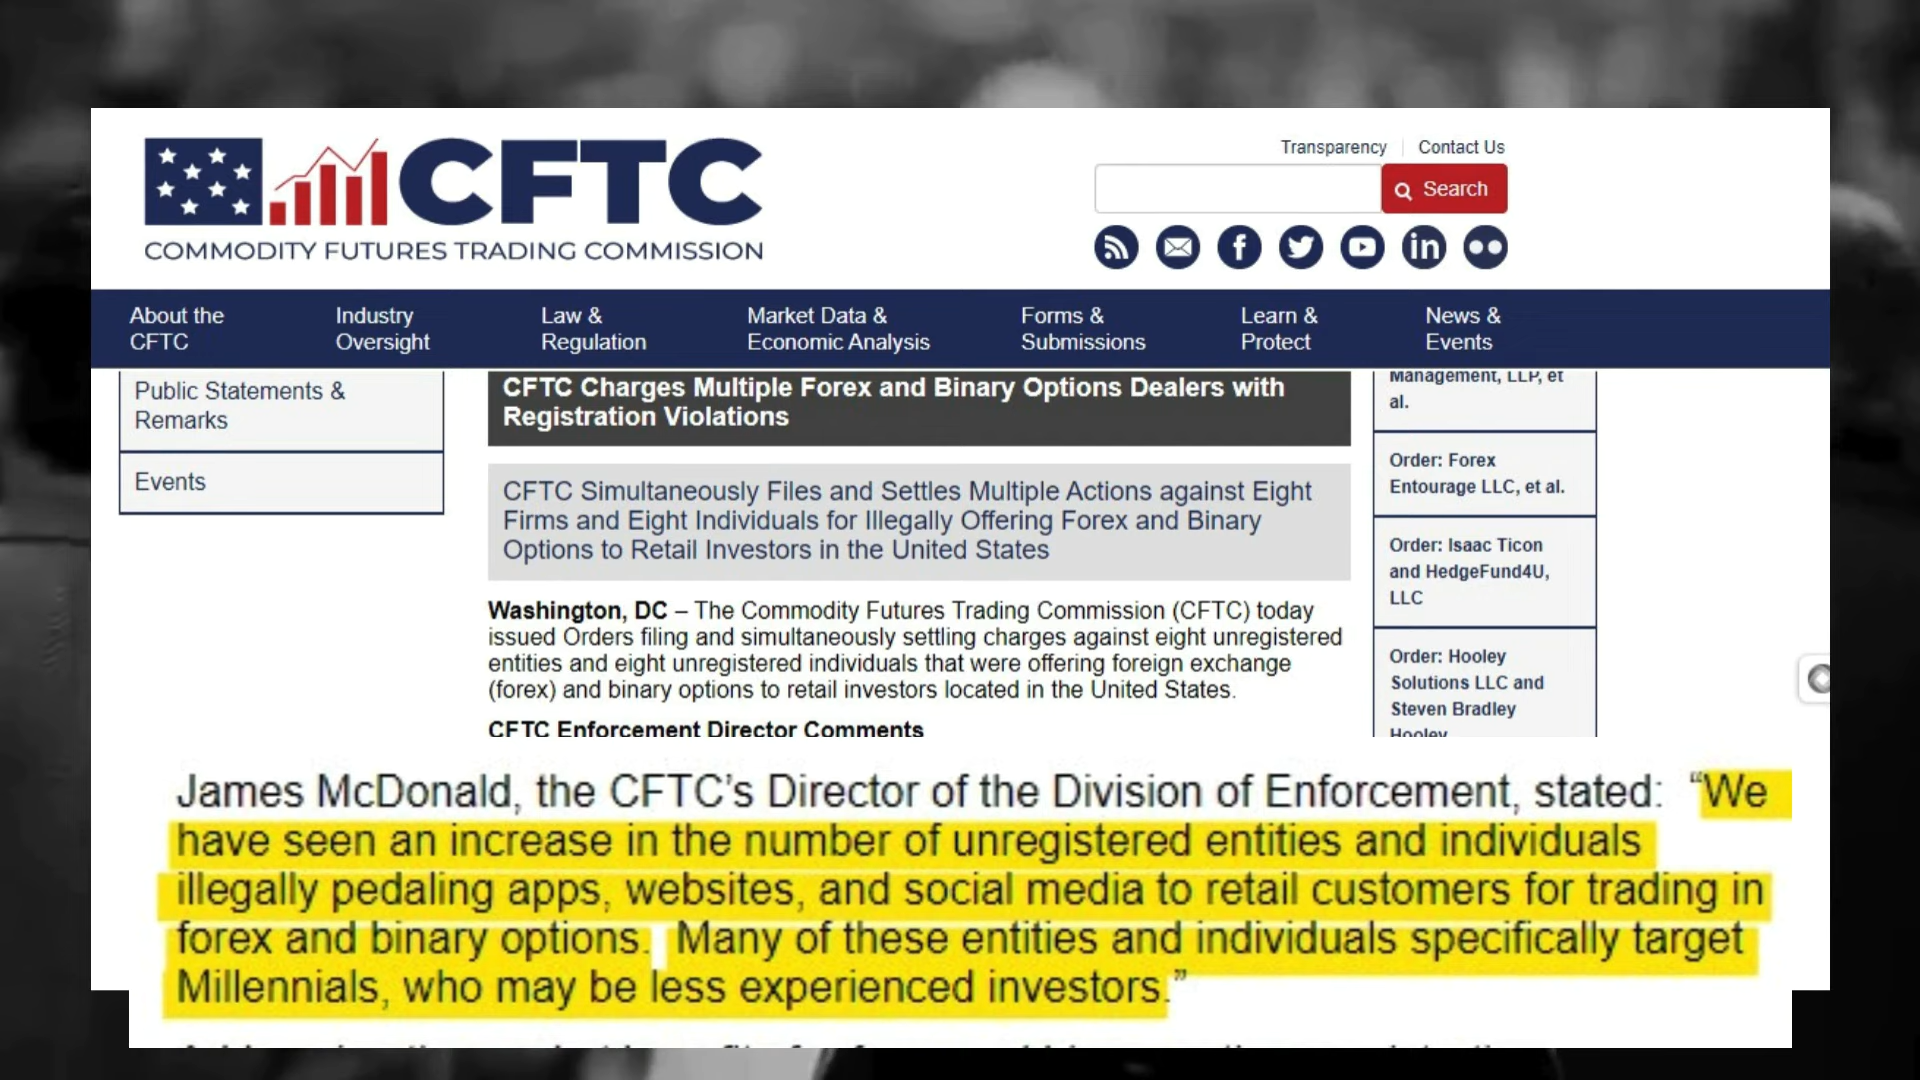 CFTC
COMMODITY FUTURES TRADING COMMISSION
Transparency
Contact Us
Search
About the
CFTC
Industry
Oversight
Law &
Regulation
Market Data &
Economic Analysis
Forms &
Submissions
Learn &
Protect
News &
Events
Public Statements &
Remarks
Events
CFTC Charges Multiple Forex and Binary Options Dealers with
Registration Violations
CFTC Simultaneously Files and Settles Multiple Actions against Eight
Firms and Eight Individuals for Illegally Offering Forex and Binary
Options to Retail Investors in the United States
Washington, DC – The Commodity Futures Trading Commission (CFTC) today
issued Orders filing and simultaneously settling charges against eight unregistered
entities and eight unregistered individuals that were offering foreign exchange
(forex) and binary options to retail investors located in the United States.
CFTC Enforcement Director Comments
Management, LLP, et
al.
Order: Forex
Entourage LLC, et al.
Order: Isaac Ticon
and HedgeFund4U,
LLC
Order: Hooley
Solutions LLC and
Steven Bradley
Hooley
James McDonald, the CFTC’s Director of the Division of Enforcement, stated: “We
have seen an increase in the number of unregistered entities and individuals
illegally pedaling apps, websites, and social media to retail customers for trading in
forex and binary options. Many of these entities and individuals specifically target
Millennials, who may be less experienced investors.”